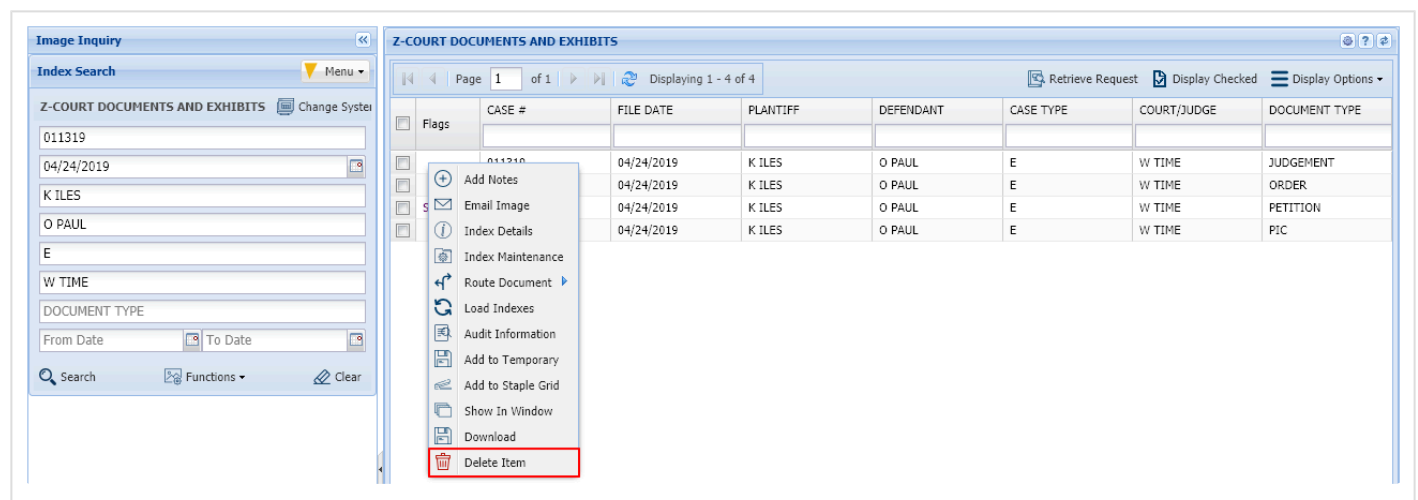 Image Inquiry
Index Search Menu
Z-COURT DOCUMENTS AND EXHIBITS Change Syster
011319
04/24/2019
K ILES
O PAUL
E
W TIME
DOCUMENT TYPE
From Date To Date
Search Functions Clear
Z-COURT DOCUMENTS AND EXHIBITS
Page 1 of 1 Displaying 1 - 4 of 4 Retrieve Request Display Checked Display Options
Flags CASE # FILE DATE PLANTIFF DEFENDANT CASE TYPE COURT/JUDGE DOCUMENT TYPE
011319 04/24/2019 K ILES O PAUL E W TIME JUDGEMENT
04/24/2019 K ILES O PAUL E W TIME ORDER
S 04/24/2019 K ILES O PAUL E W TIME PETITION
04/24/2019 K ILES O PAUL E W TIME PIC
Add Notes
Email Image
Index Details
Index Maintenance
Route Document
Load Indexes
Audit Information
Add to Temporary
Add to Staple Grid
Show In Window
Download
Delete Item